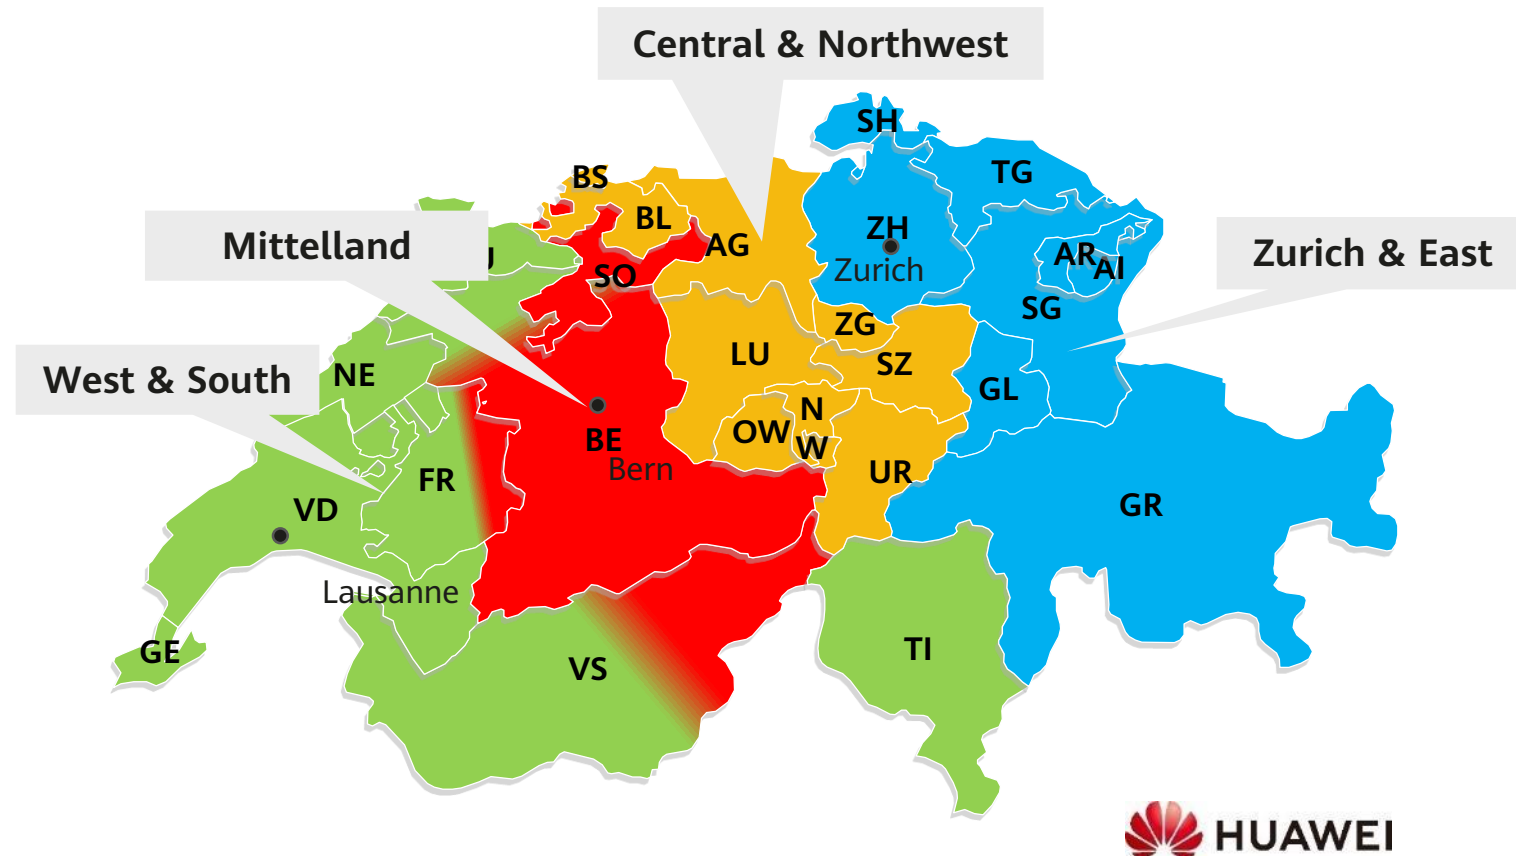 Central & Northwest
SH
TG
BS
BL
ZH
Mittelland
AG
AR
Zurich & East
AI
SO
Zurich
SG
ZG
LU
SZ
West & South
NE
GL
N
OW
BE
W
Bern
UR
FR
GR
VD
Lausanne
GE
TI
VS
HUAWEI